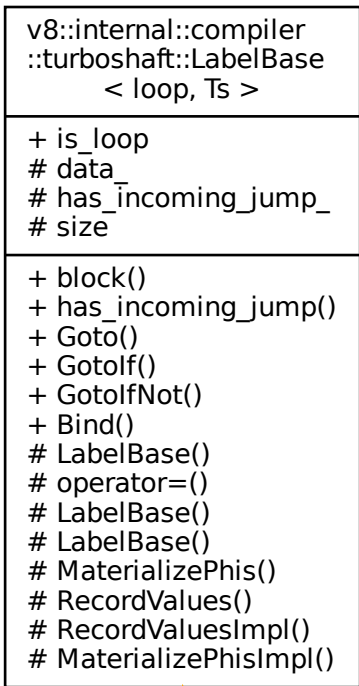 v8::internal::compiler
::turboshaft::LabelBase
< loop, Ts >
+ is_loop
# data_
# has_incoming_jump_
# size
+ block()
+ has_incoming_jump()
+ Goto()
+ GotoIf()
+ GotoIfNot()
+ Bind()
# LabelBase()
# operator=()
# LabelBase()
# LabelBase()
# MaterializePhis()
# RecordValues()
# RecordValuesImpl()
# MaterializePhisImpl()